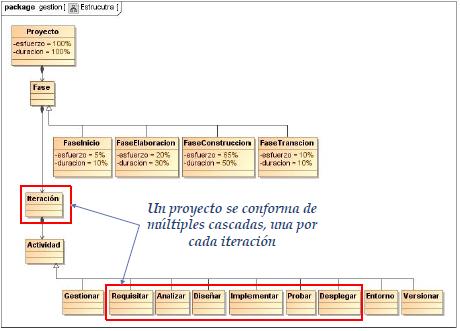 package gestion [ Estrucutra [
Proyecto
-esfuerzo = 100%
-duracion = 100%
Fase
FaseInicio FaseElaboracion FaseConstruccion FaseTranscion
-esfuerzo = 5% -esfuerzo = 20% -esfuerzo = 65% -esfuerzo = 10%
-duracion = 10% -duracion = 30% -duracion = 50% -duracion = 10%
Iteración
Un proyecto se conforma de
múltiples cascadas, una por
cada iteración
Actividad
Gestionar Requisitar Analizar Diseñar Implementar Probar Desplegar Entorno Versionar